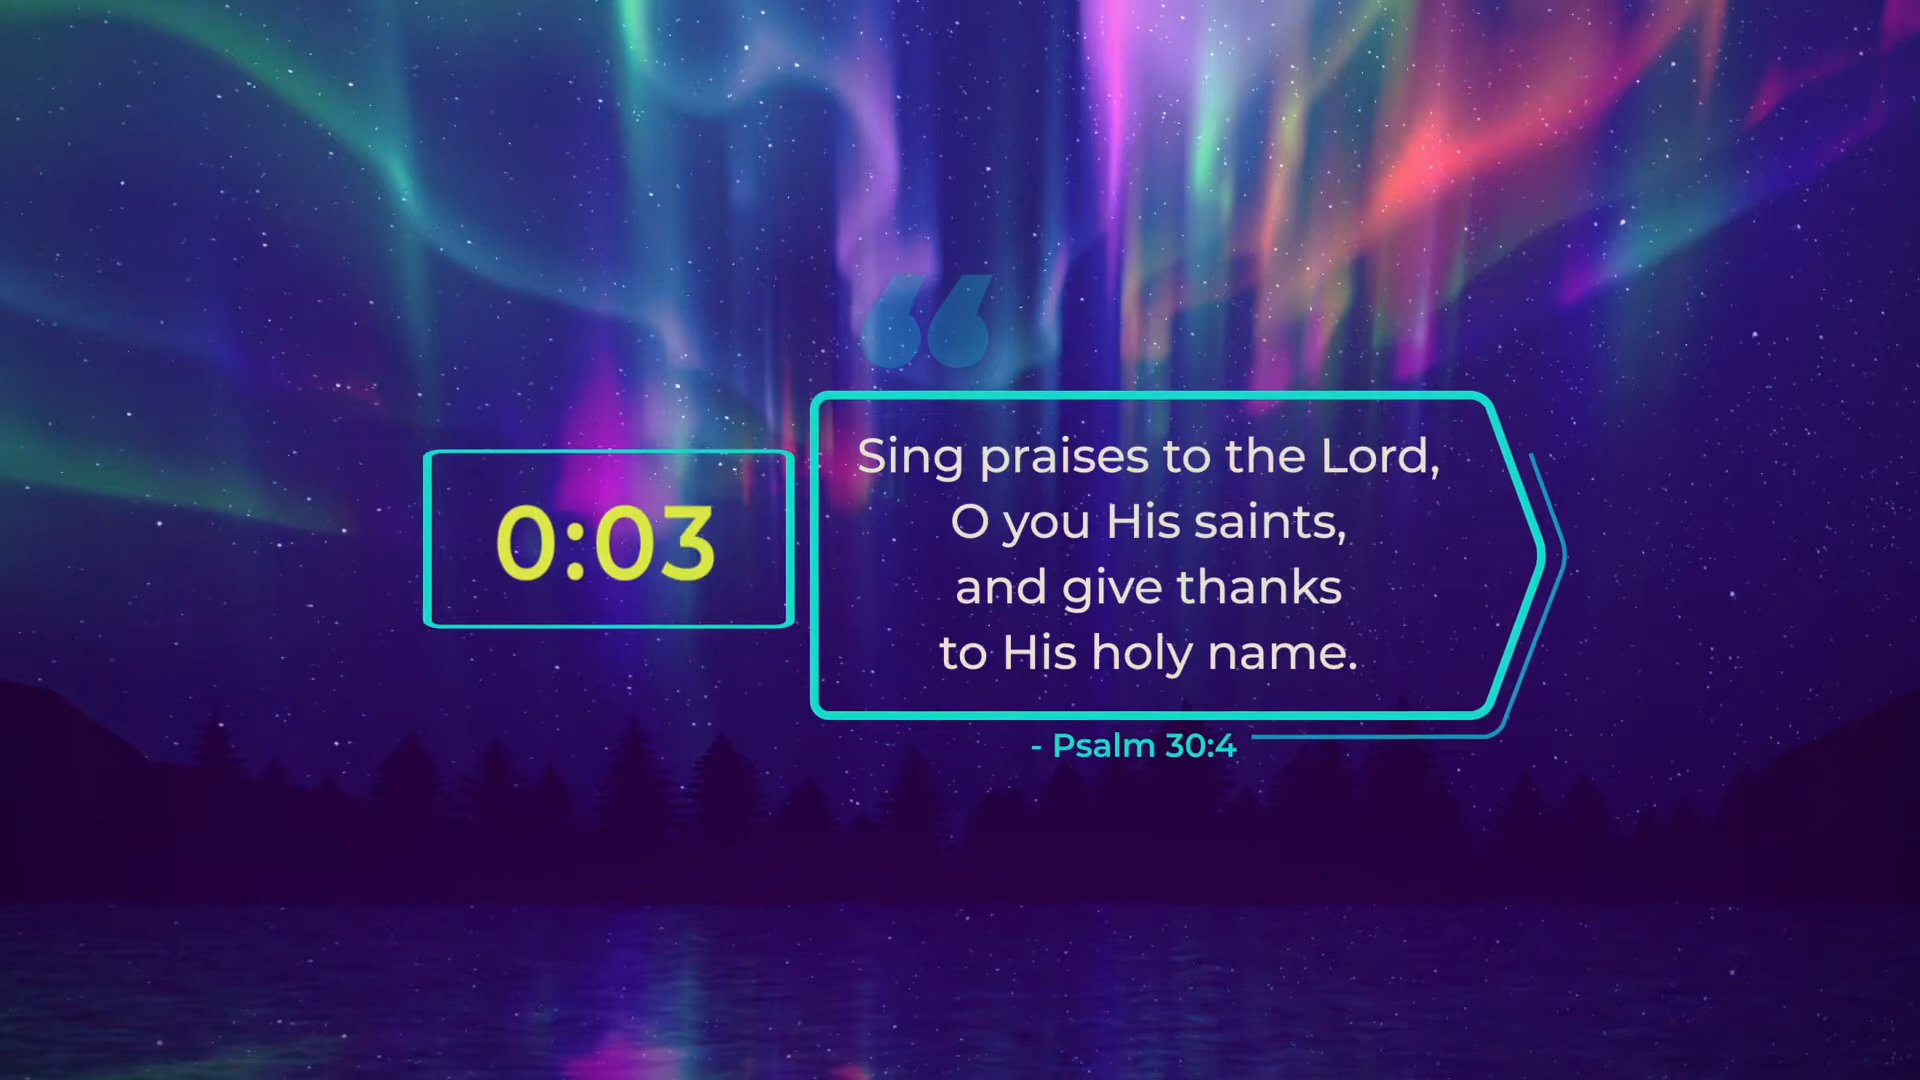 0:03
“
Sing praises to the Lord,
O you His saints,
and give thanks
to His holy name.
- Psalm 30:4